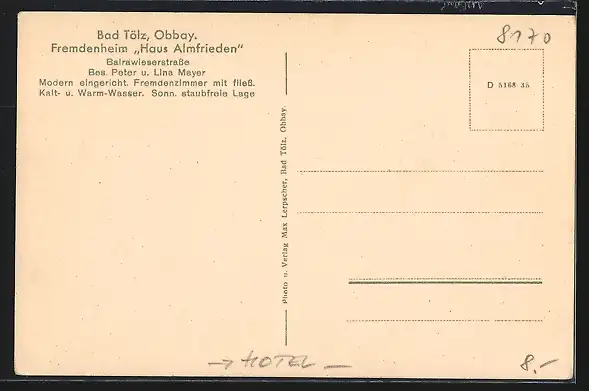 Bad Tölz, Obbay.
Fremdenheim „Haus Almfrieden“
Bairawieserstraße
Bes. Peter u. Lina Mayer
Modern eingericht. Fremdenzimmer mit fließ.
Kalt- u. Warm-Wasser. Sonn. staubfreie Lage
Photo u. Verlag Max Lerpscher, Bad Tölz, Obbay.
8170
D 5168 35
→ HOTEL —
8.-